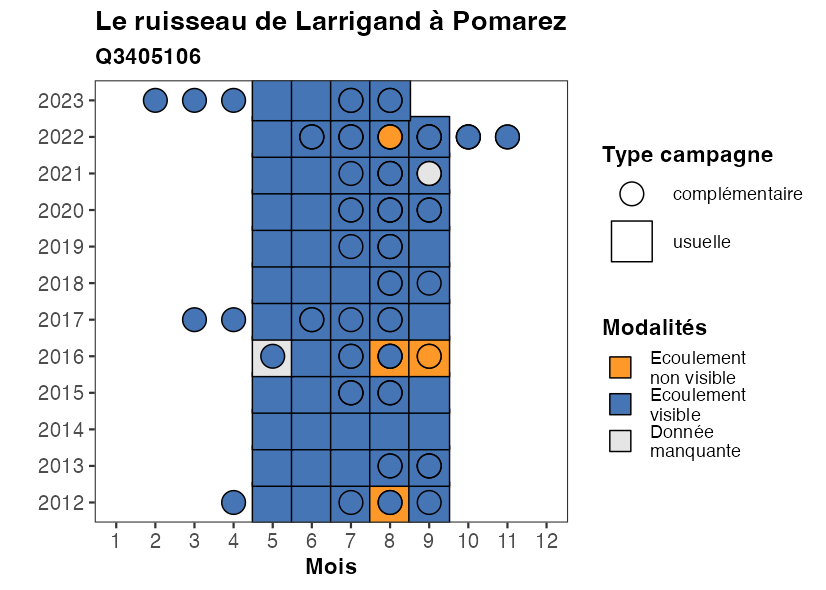 Le ruisseau de Larrigand à Pomarez
Q3405106
2023
2022
2021
2020
2019
2018
2017
2016
2015
2014
2013
2012
1 2 3 4 5 6 7 8 9 10 11 12
Mois
Type campagne
complémentaire
usuelle
Modalités
Ecoulement
non visible
Ecoulement
visible
Donnée
manquante